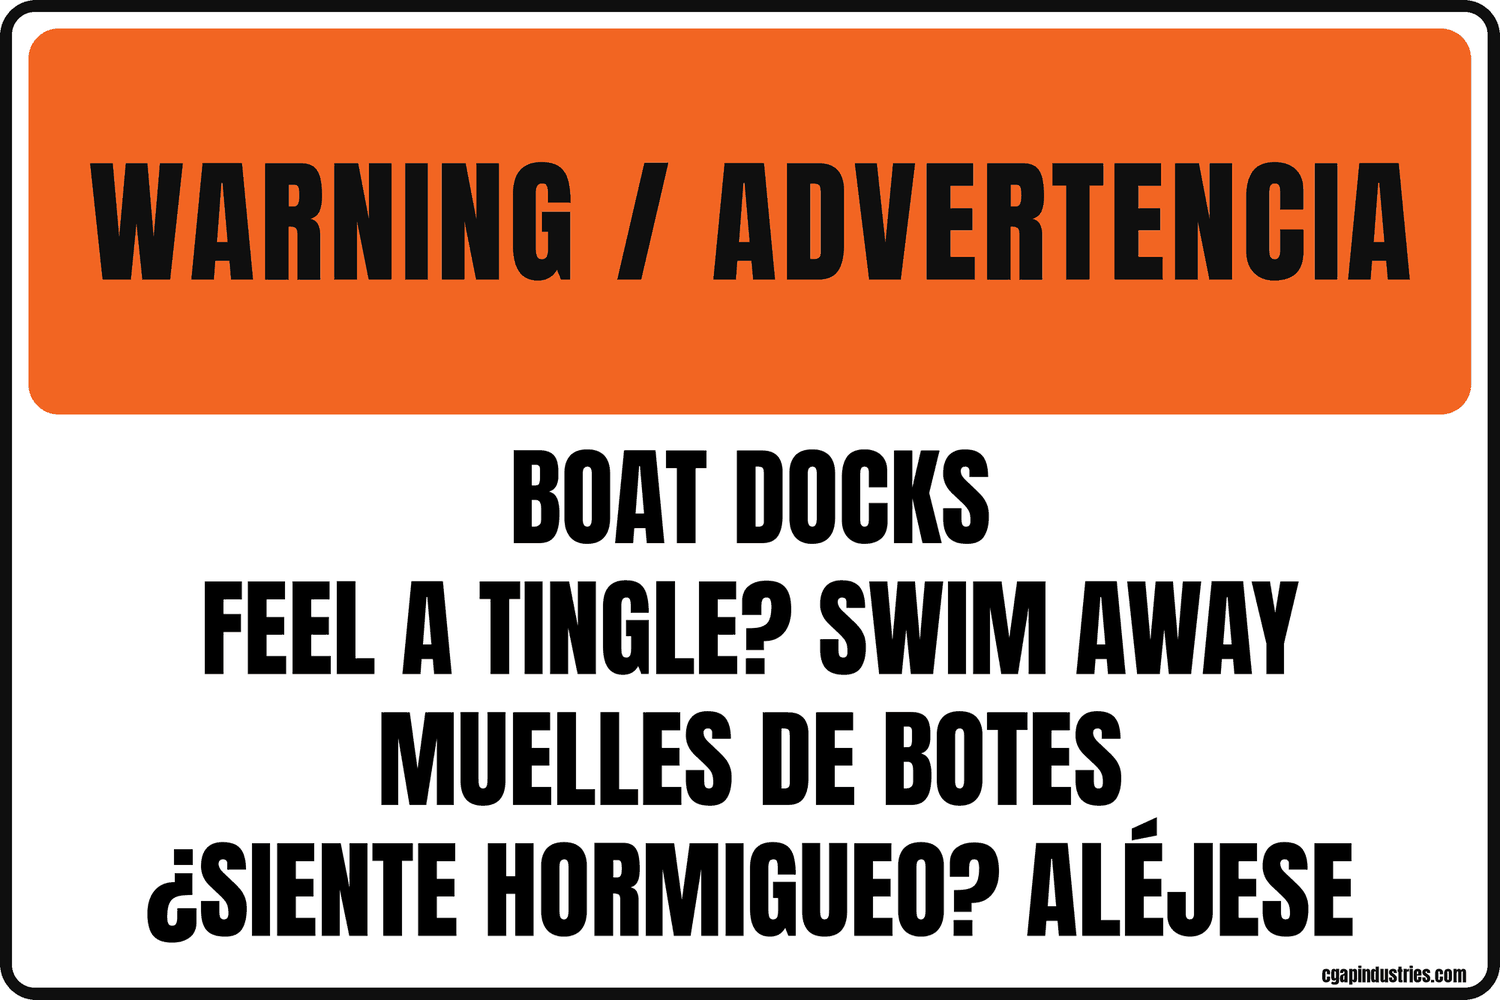 WARNING / ADVERTENCIA
BOAT DOCKS
FEEL A TINGLE? SWIM AWAY
MUELLES DE BOTES
¿SIENTE HORMIGUEO? ALÉJESE
cgapindustries.com